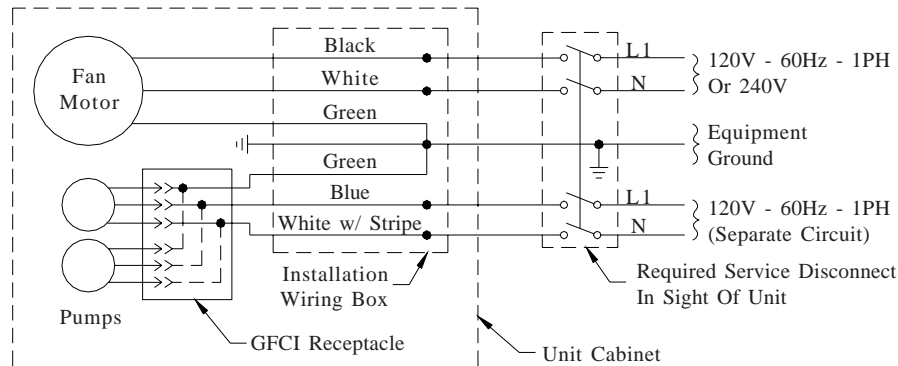 Black
L1
Fan
Motor
White
N
120V - 60Hz - 1PH
Or 240V
Green
Equipment
Ground
Green
Blue
L1
White w/ Stripe
N
120V - 60Hz - 1PH
(Separate Circuit)
Installation
Wiring Box
Required Service Disconnect
In Sight Of Unit
Pumps
GFCI Receptacle
Unit Cabinet